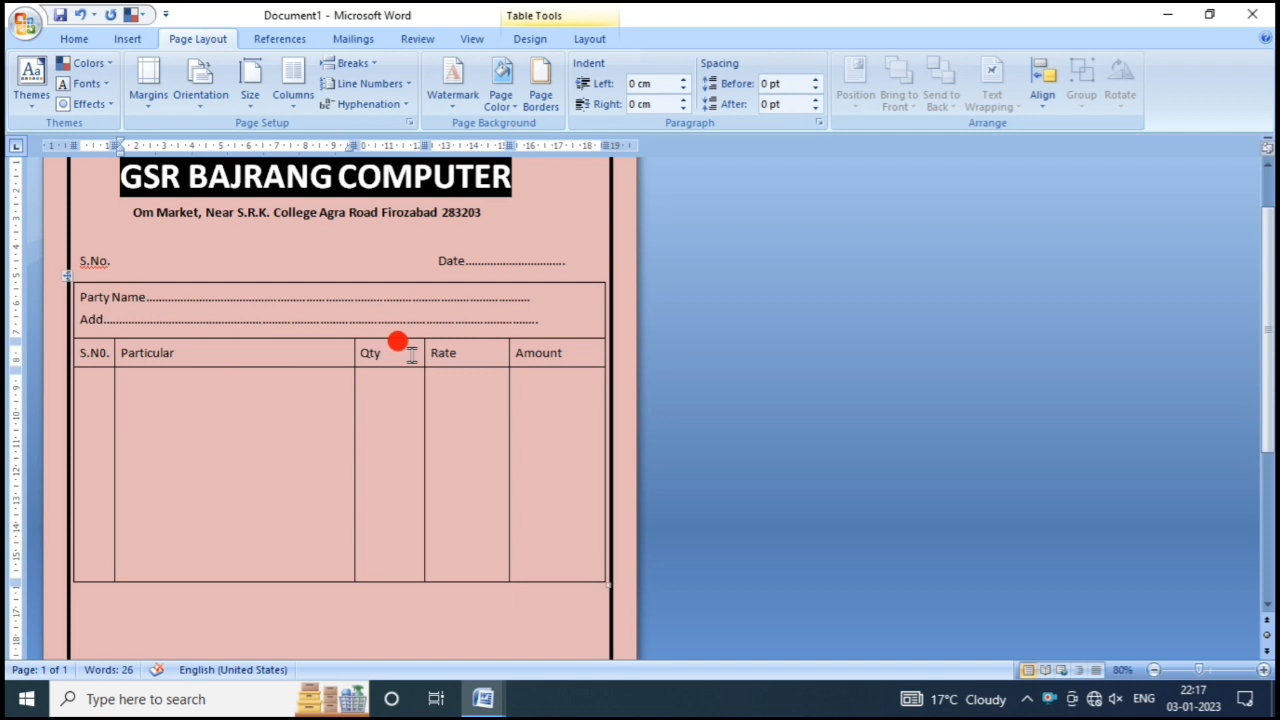 Document1 - Microsoft Word
Table Tools
Home Insert Page Layout References Mailings Review View Design Layout
Themes Colors Fonts Effects Themes
Margins Orientation Size Columns Breaks Line Numbers Hyphenation Page Setup
Watermark Page Color Page Borders Page Background
Indent Left: 0 cm Right: 0 cm Spacing Before: 0 pt After: 0 pt Paragraph
Position Bring to Front Send to Back Text Wrapping Align Group Rotate Arrange
GSR BAJRANG COMPUTER
Om Market, Near S.R.K. College Agra Road Firozabad 283203
S.No. Date................................
Party Name..........................................................................................................................
Add...........................................................................................................................................
S.N0. Particular Qty Rate Amount
Page: 1 of 1 Words: 26 English (United States) 80%
Type here to search 17°C Cloudy ENG 22:17
03-01-2023